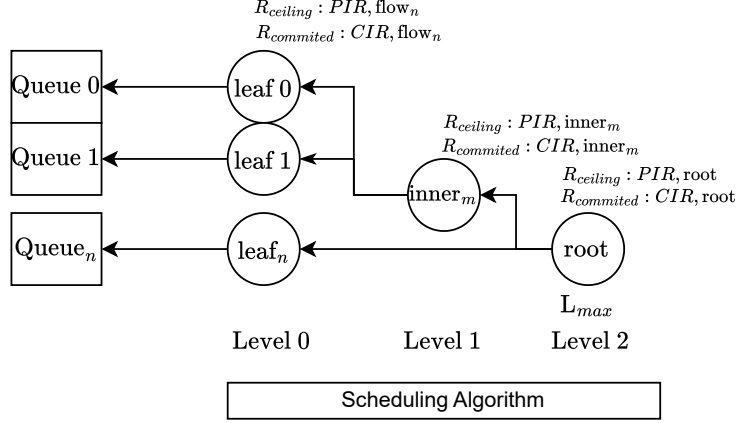 R_ceiling : PIR, flow_n
R_commited : CIR, flow_n
Queue 0
leaf 0
Queue 1
leaf 1
R_ceiling : PIR, inner_m
R_commited : CIR, inner_m
inner_m
R_ceiling : PIR, root
R_commited : CIR, root
Queue_n
leaf_n
root
L_max
Level 0
Level 1
Level 2
Scheduling Algorithm